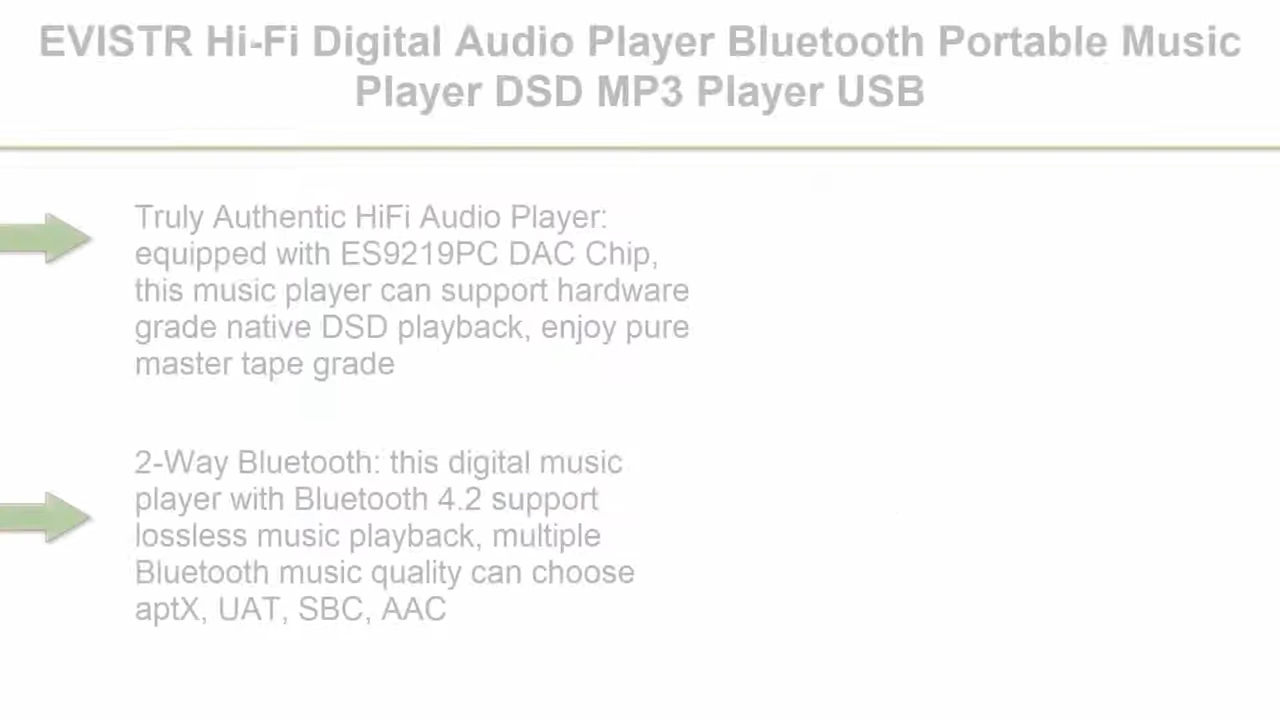 EVISTR Hi-Fi Digital Audio Player Bluetooth Portable Music
Player DSD MP3 Player USB
Truly Authentic HiFi Audio Player:
equipped with ES9219PC DAC Chip,
this music player can support hardware
grade native DSD playback, enjoy pure
master tape grade
2-Way Bluetooth: this digital music
player with Bluetooth 4.2 support
lossless music playback, multiple
Bluetooth music quality can choose
aptX, UAT, SBC, AAC